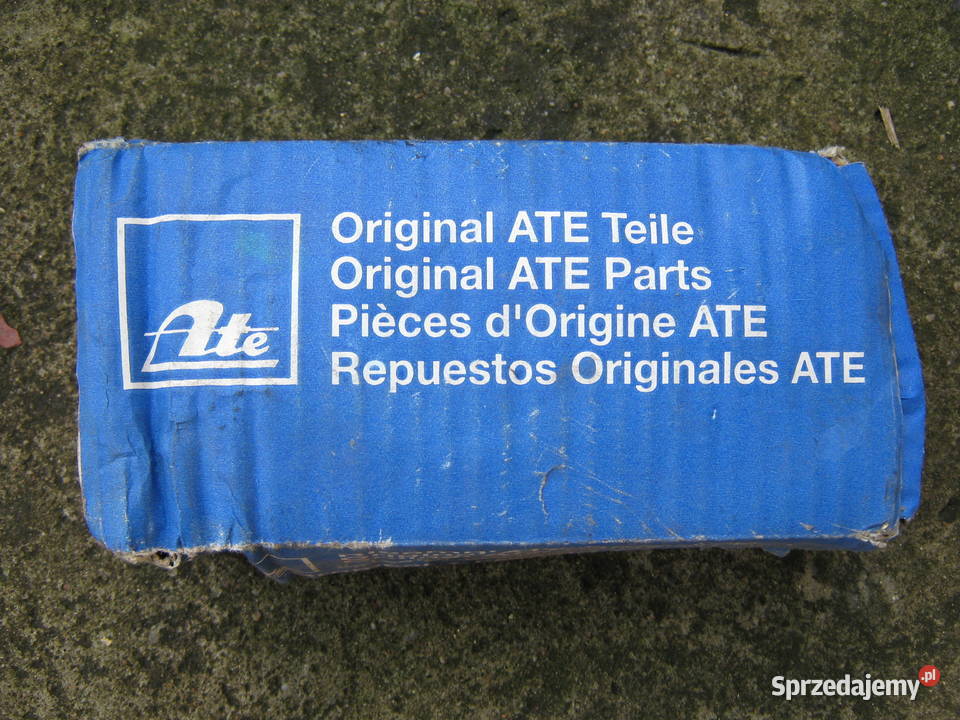 Ate
Original ATE Teile
Original ATE Parts
Pièces d'Origine ATE
Repuestos Originales ATE
Sprzedajemy.pl